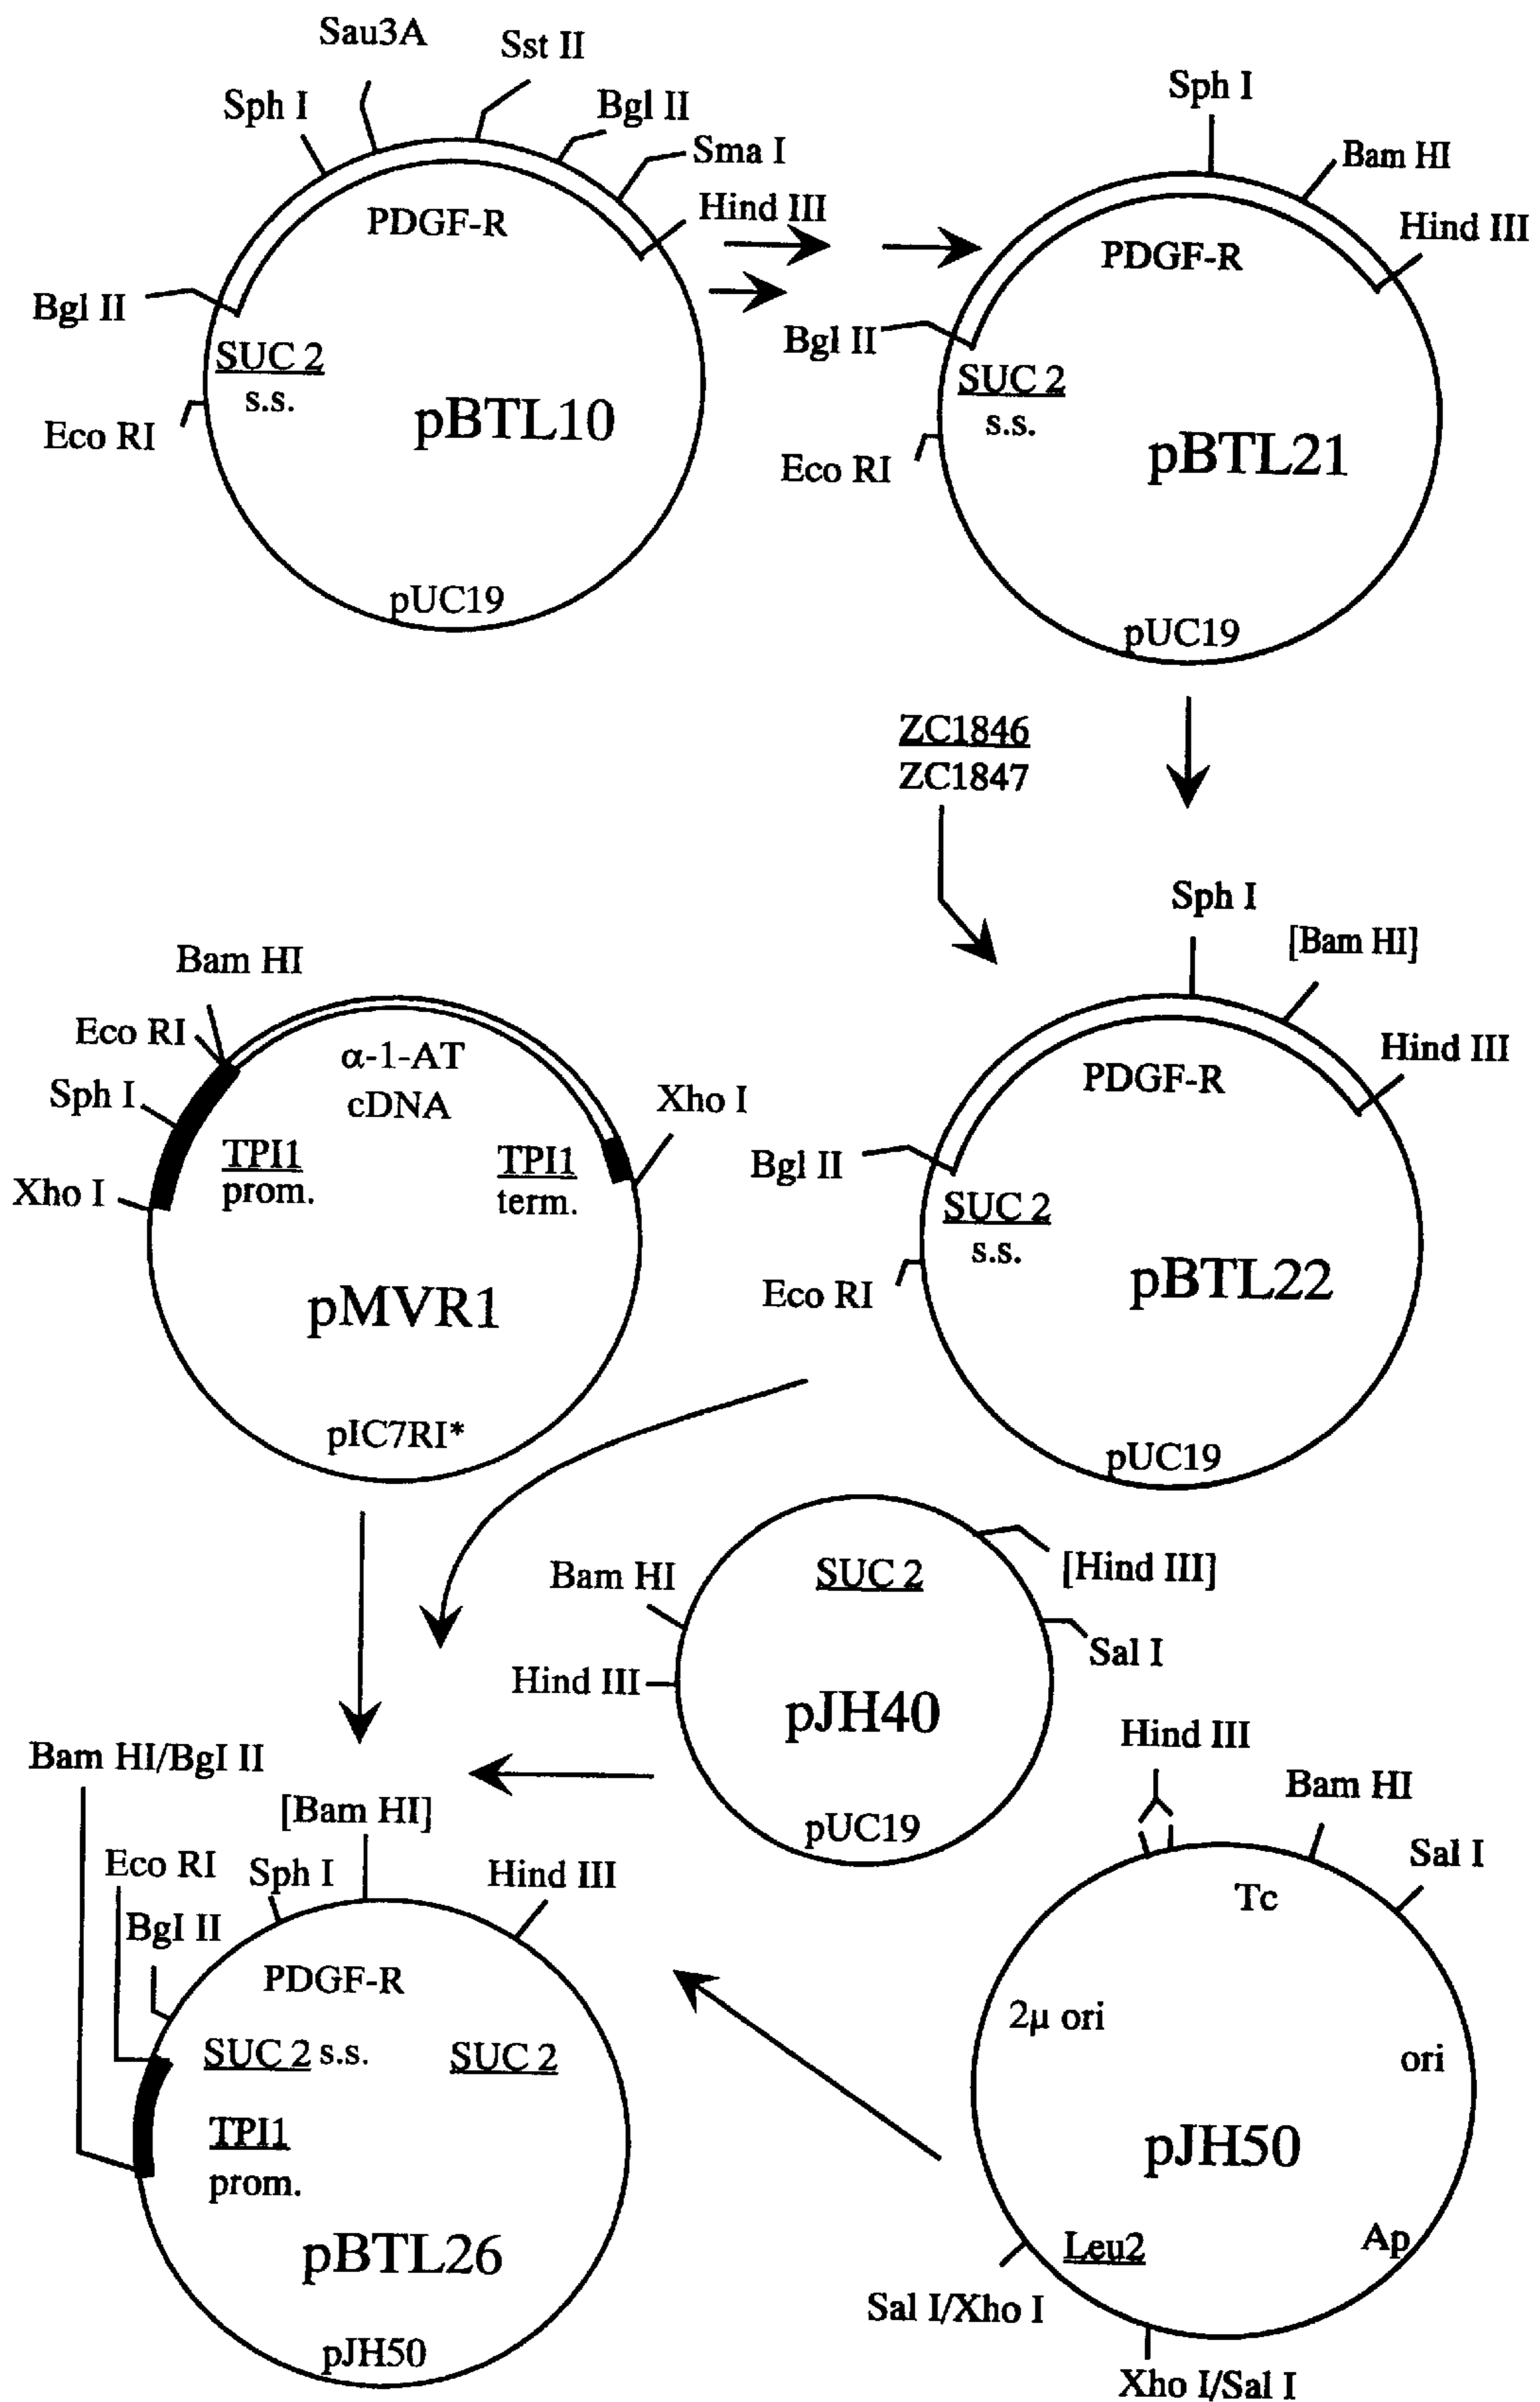 Sau3A
Sst II
Sph I
Bgl II
Sma I
Hind III
PDGF-R
Bgl II
SUC 2
s.s.
Eco RI
pBTL10
pUC19
Sph I
Bam HI
Hind III
PDGF-R
Bgl II
SUC 2
s.s.
Eco RI
pBTL21
pUC19
ZC1846
ZC1847
Sph I
[Bam HI]
Hind III
PDGF-R
Bgl II
SUC 2
s.s.
Eco RI
pBTL22
pUC19
Bam HI
Eco RI
α-1-AT
cDNA
Sph I
Xho I
TPI1
prom.
TPI1
term.
Xho I
pMVR1
pIC7RI*
[Hind III]
SUC 2
Bam HI
Sal I
Hind III
pJH40
pUC19
Hind III
Bam HI
Sal I
Tc
2μ ori
ori
pJH50
Leu2
Ap
Sal I/Xho I
Xho I/Sal I
Bam HI/BgI II
[Bam HI]
Eco RI
Sph I
Hind III
BgI II
PDGF-R
SUC 2 s.s.
SUC 2
TPI1
prom.
pBTL26
pJH50